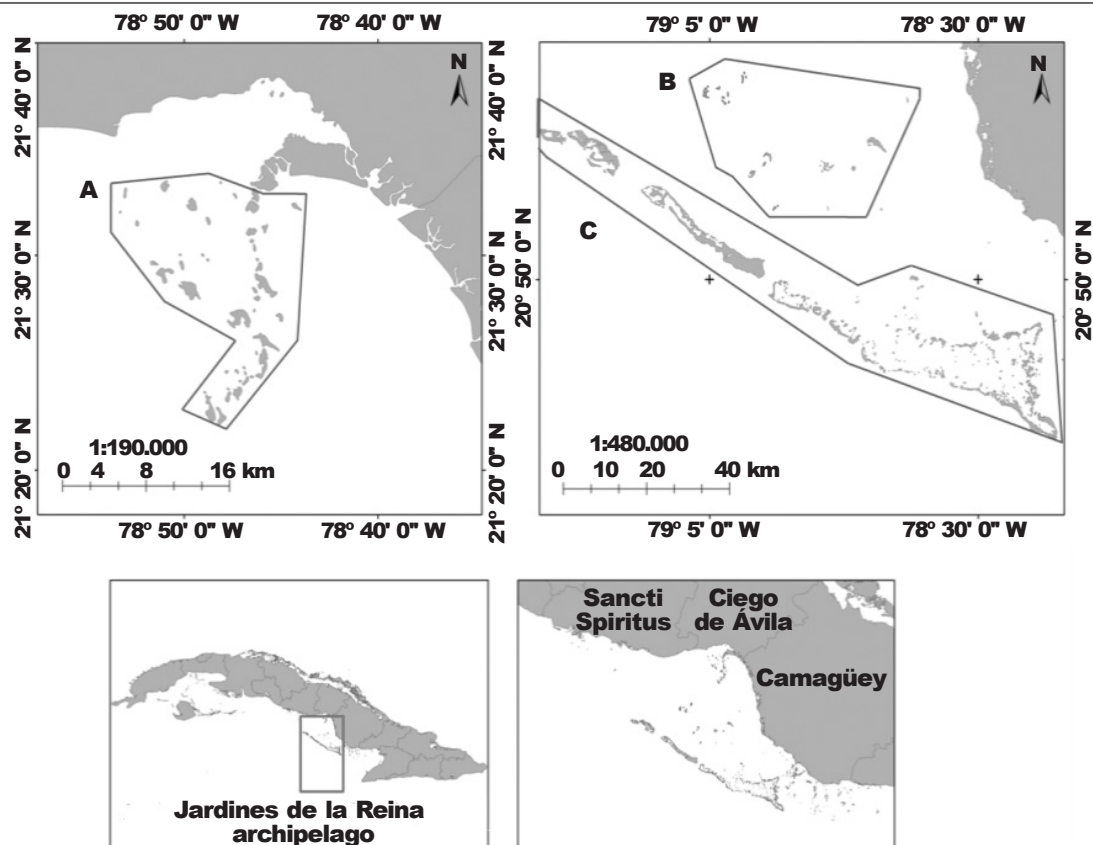 78º 50' 0" W 78º 40' 0" W
21º 40' 0" N
21º 30' 0" N
21º 20' 0" N
N
A
1:190.000
0 4 8 16 km
21º 40' 0" N
21º 30' 0" N
21º 20' 0" N
78º 50' 0" W 78º 40' 0" W
79º 5' 0" W 78º 30' 0" W
20º 50' 0" N
N
B
C
1:480.000
0 10 20 40 km
20º 50' 0" N
79º 5' 0" W 78º 30' 0" W
Jardines de la Reina
archipelago
Sancti
Spiritus
Ciego
de Ávila
Camagüey